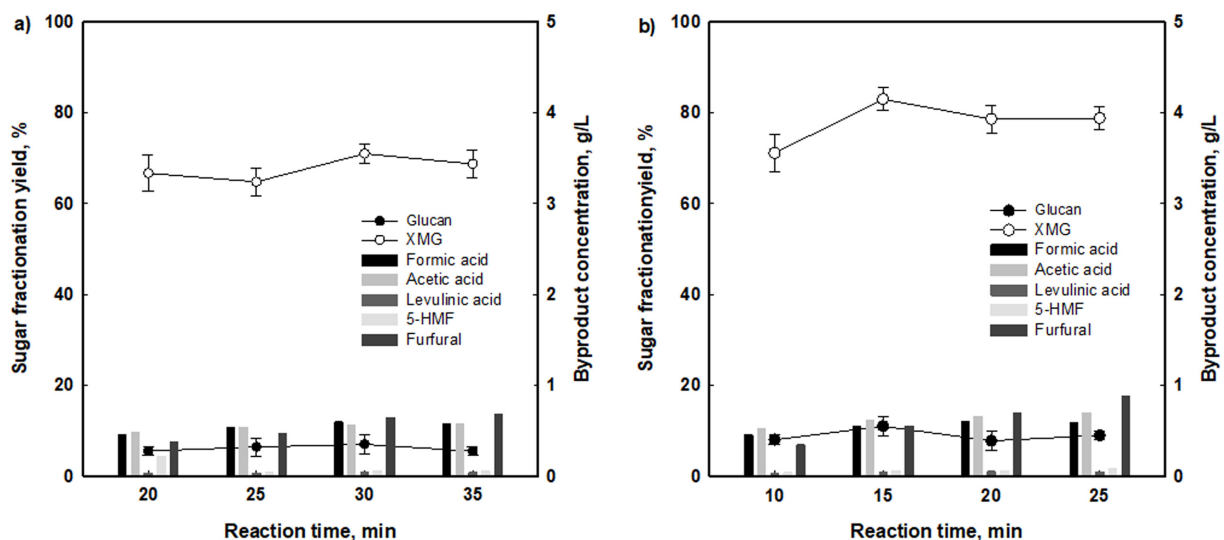 a)
Sugar fractionation yield, %
100
80
60
40
20
0
5
4
3
2
1
0
Byproduct concentration, g/L
Glucan
XMG
Formic acid
Acetic acid
Levulinic acid
5-HMF
Furfural
20 25 30 35
Reaction time, min
b)
Sugar fractionationyield, %
100
80
60
40
20
0
5
4
3
2
1
0
Byproduct concentration, g/L
Glucan
XMG
Formic acid
Acetic acid
Levulinic acid
5-HMF
Furfural
10 15 20 25
Reaction time, min